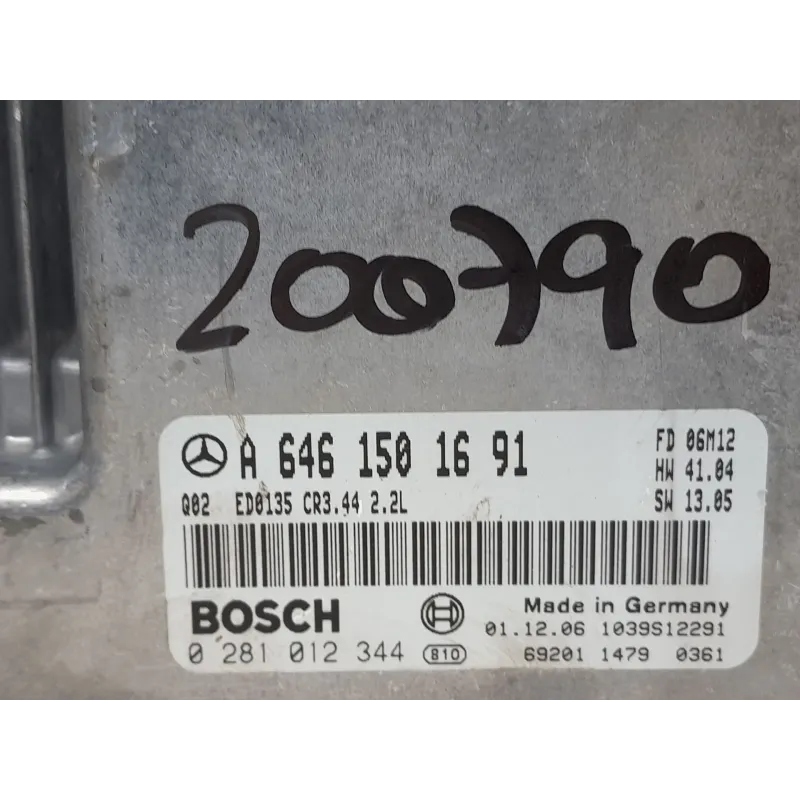 200790
A 646 150 16 91
FD 06M12
HW 41.04
Q02 ED0135 CR3.44 2.2L
SW 13.05
BOSCH
Made in Germany
01.12.06 1039S12291
0 281 012 344
810
69201 1479 0361